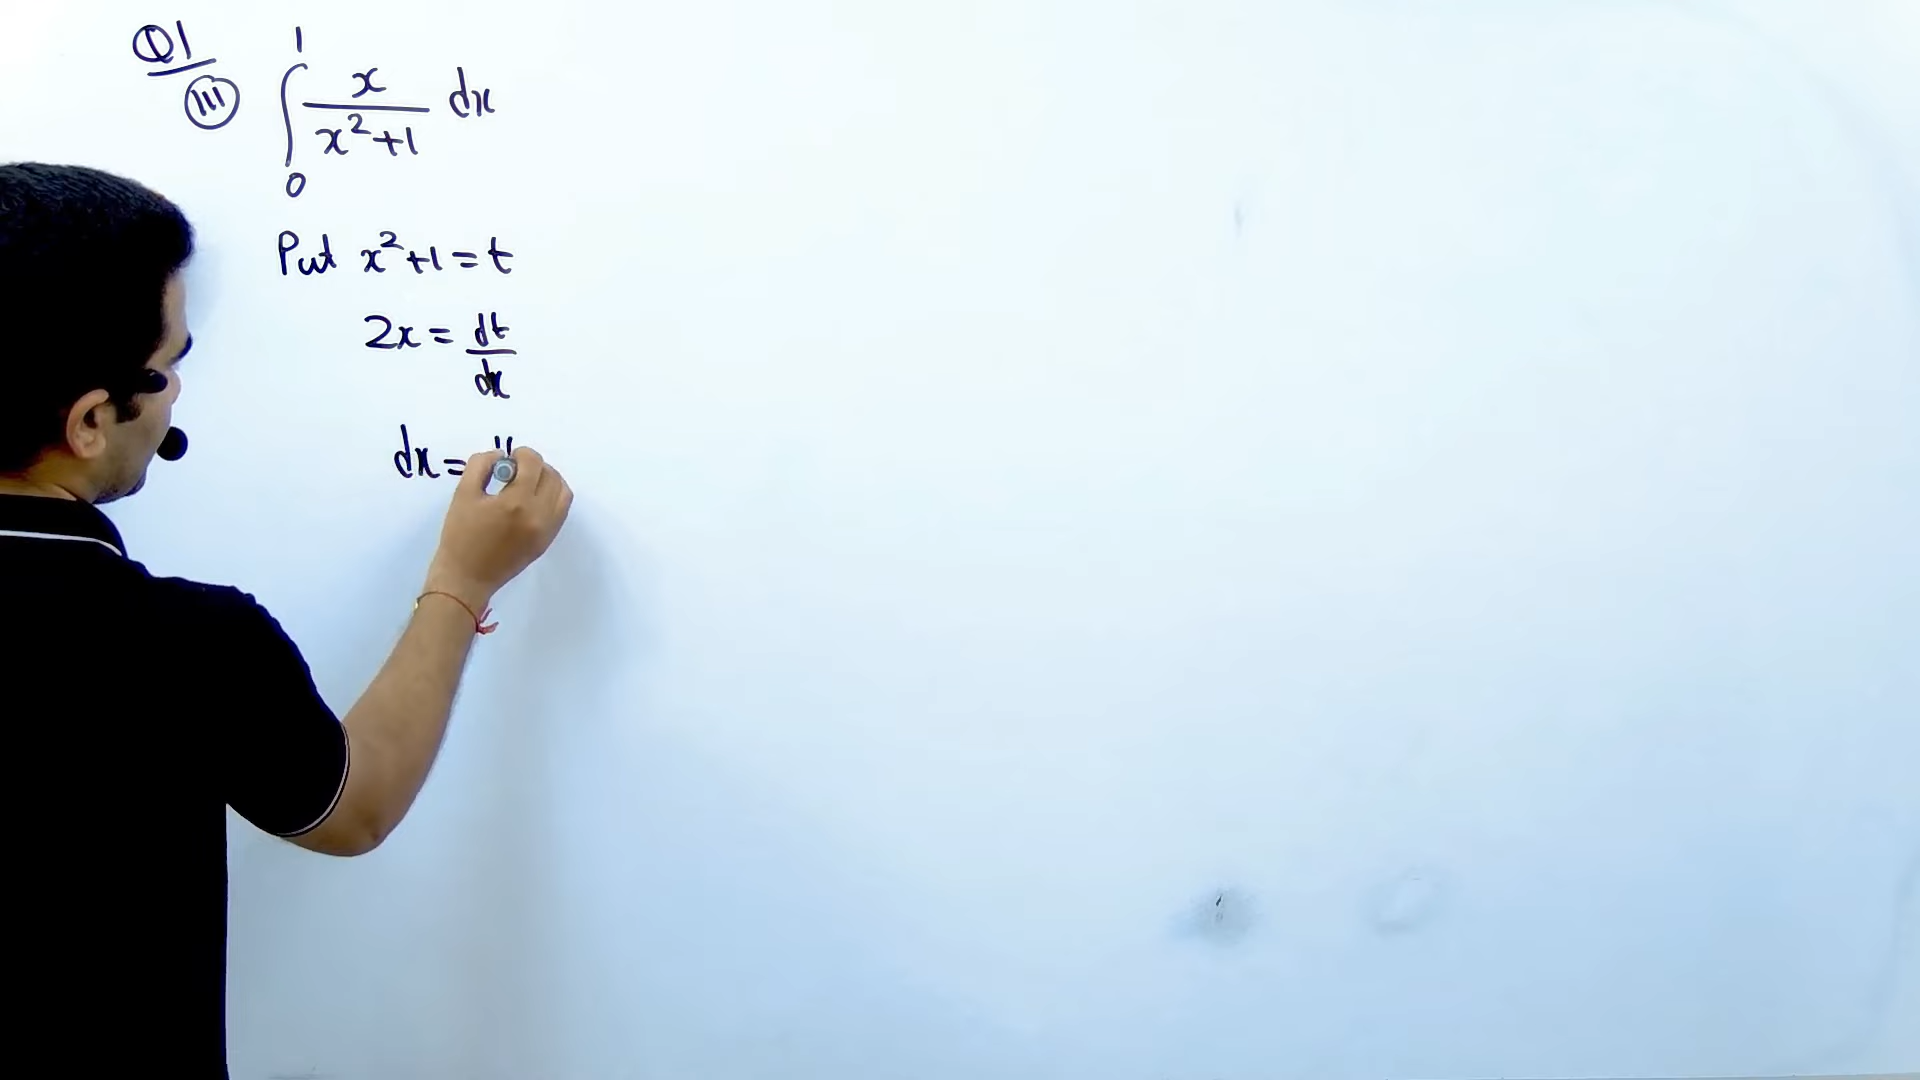 Q1
(III) ∫₀¹ x/(x²+1) dx
Put x²+1 = t
2x = dt/dx
dx =